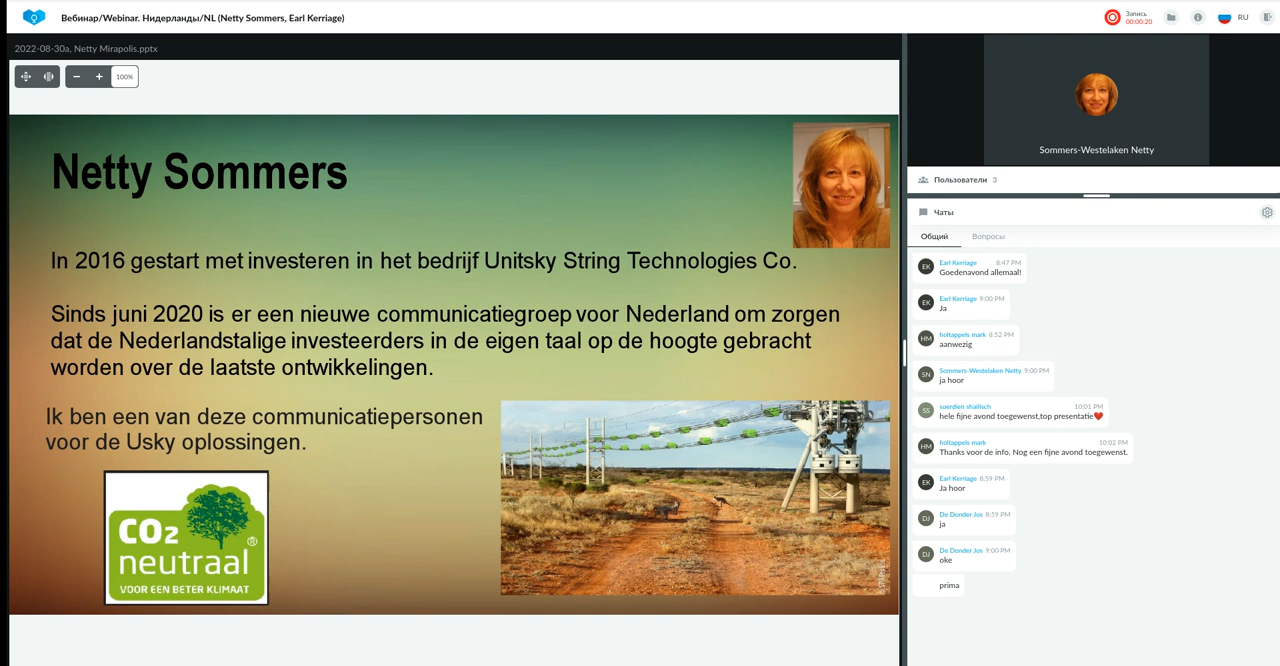 Вебинар/Webinar. Нидерланды/NL (Netty Sommers, Earl Kerriage)
Запись
00:00:20
RU
2022-08-30a, Netty Mirapolis.pptx
100%
Netty Sommers
In 2016 gestart met investeren in het bedrijf Unitsky String Technologies Co.
Sinds juni 2020 is er een nieuwe communicatiegroep voor Nederland om zorgen
dat de Nederlandstalige investeerders in de eigen taal op de hoogte gebracht
worden over de laatste ontwikkelingen.
Ik ben een van deze communicatiepersonen
voor de Usky oplossingen.
CO2
neutraal®
VOOR EEN BETER KLIMAAT
Sommers-Westelaken Netty
Пользователи 3
Чаты
Общий Вопросы
EK Earl Kerriage 8:47 PM
Goedenavond allemaal!
EK Earl Kerriage 9:00 PM
Ja
HM holtappels mark 8:52 PM
aanwezig
SN Sommers-Westelaken Netty 9:00 PM
ja hoor
SS soerdien shailisch 10:01 PM
hele fijne avond toegewenst,top presentatie❤️
HM holtappels mark 10:02 PM
Thanks voor de info. Nog een fijne avond toegewenst.
EK Earl Kerriage 8:59 PM
Ja hoor
DJ De Donder Jos 8:59 PM
ja
DJ De Donder Jos 9:00 PM
oke
prima